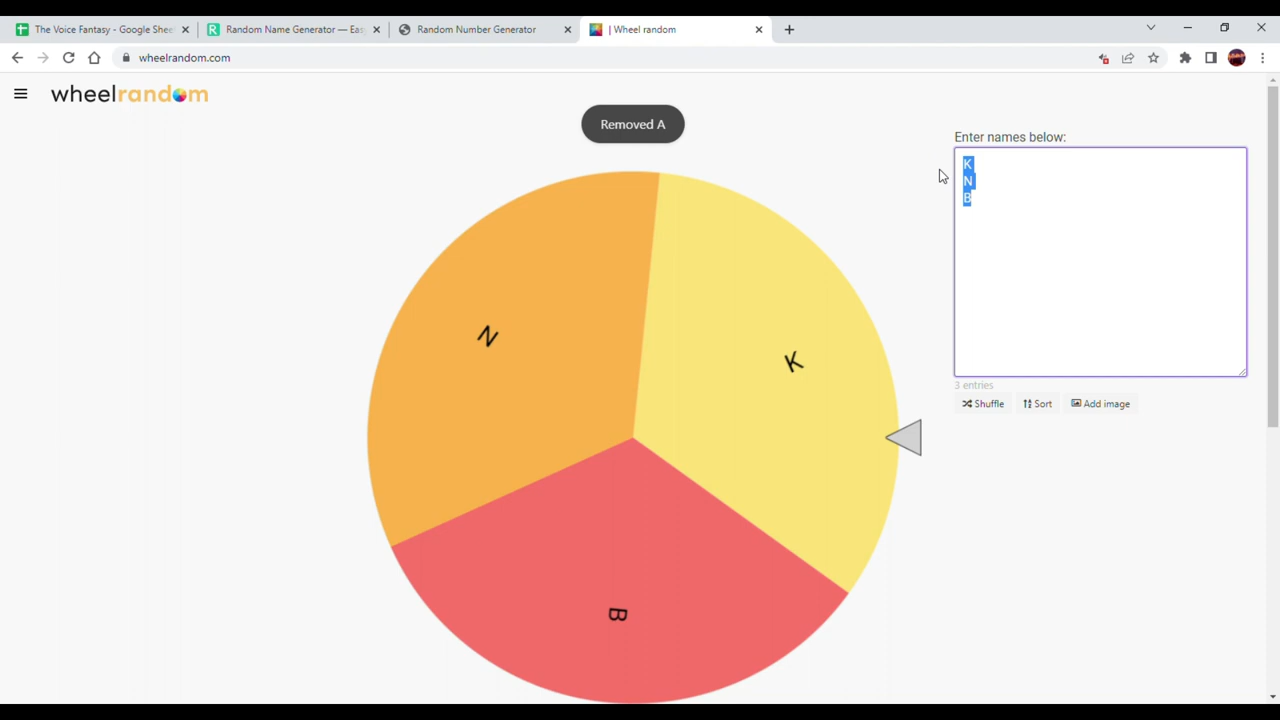 The Voice Fantasy - Google Shee
Random Name Generator — Eas
Random Number Generator
| Wheel random
wheelrandom.com
wheelrandom
Removed A
Enter names below:
K
N
B
3 entries
Shuffle
Sort
Add image
N
K
B